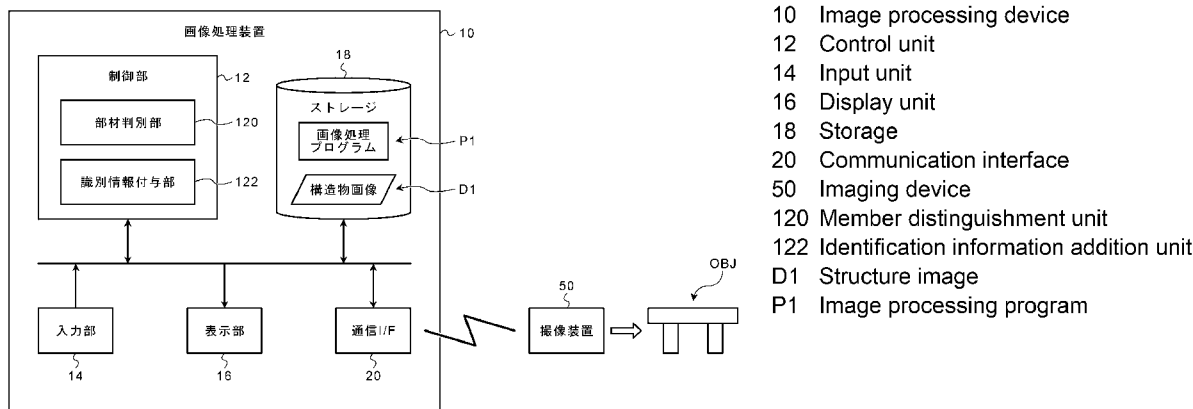 画像処理装置
10
制御部
12
部材判別部
120
識別情報付与部
122
18
ストレージ
画像処理
プログラム
P1
構造物画像
D1
入力部
14
表示部
16
通信I/F
20
50
撮像装置
OBJ
10 Image processing device
12 Control unit
14 Input unit
16 Display unit
18 Storage
20 Communication interface
50 Imaging device
120 Member distinguishment unit
122 Identification information addition unit
D1 Structure image
P1 Image processing program